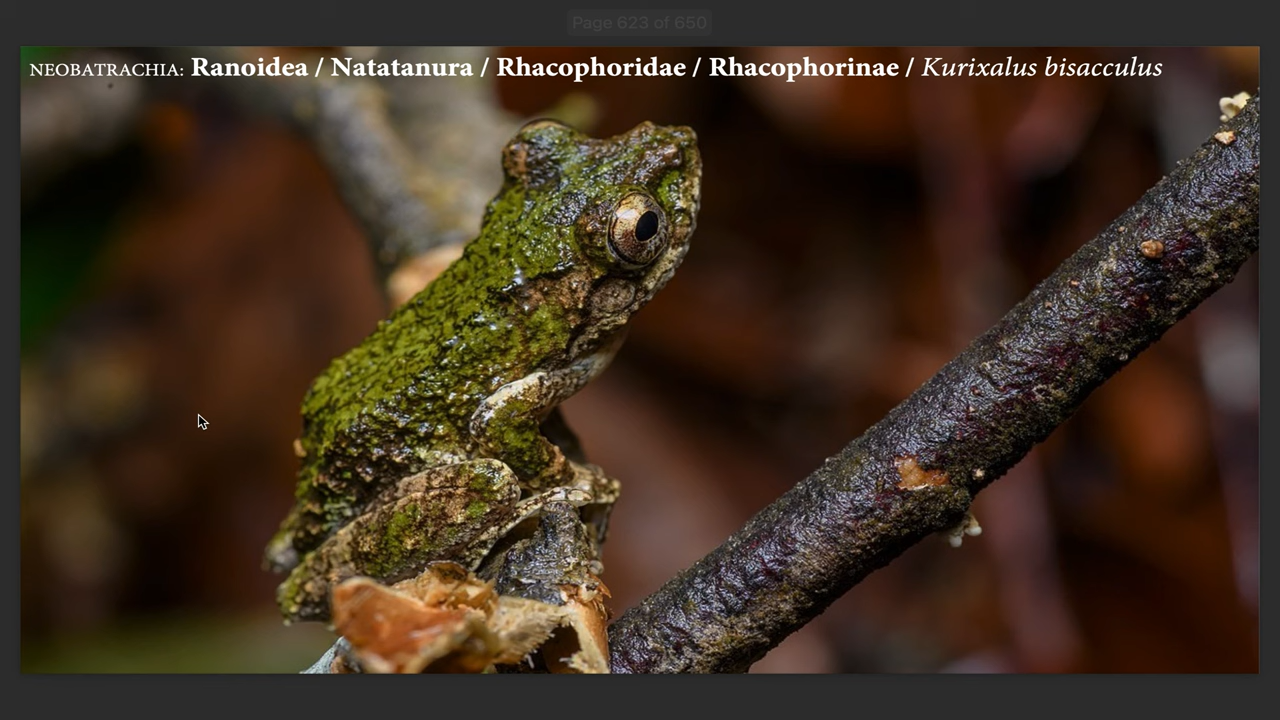 Page 623 of 650
NEOBATRACHIA: Ranoidea / Natatanura / Rhacophoridae / Rhacophorinae / Kurixalus bisacculus